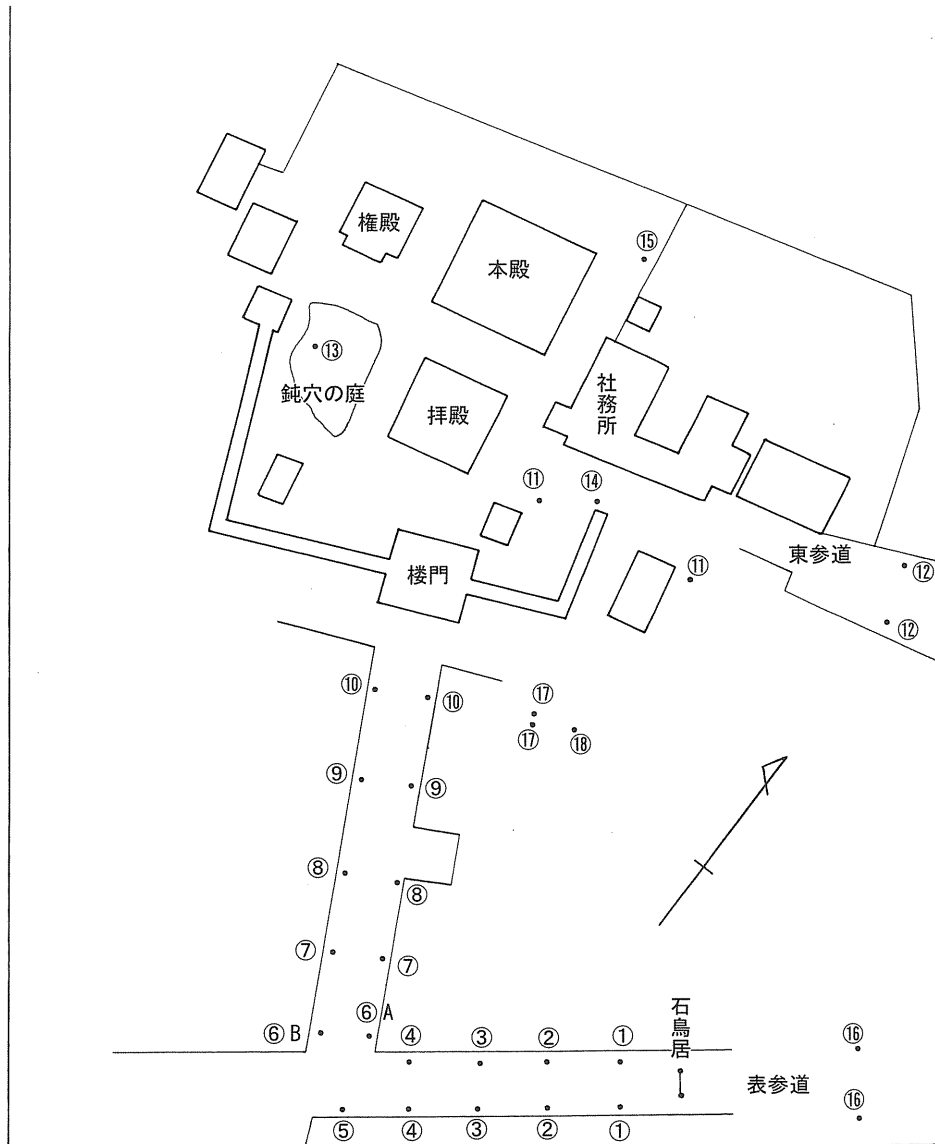 権殿
本殿
⑮
⑬
鈍穴の庭
拝殿
社務所
⑪
⑭
楼門
⑪
東参道
⑫
⑫
⑩
⑩
⑰
⑰
⑱
⑨
⑨
⑧
⑧
⑦
⑦
⑥A
⑥B
④
③
②
①
石鳥居
⑯
表参道
⑯
⑤
④
③
②
①